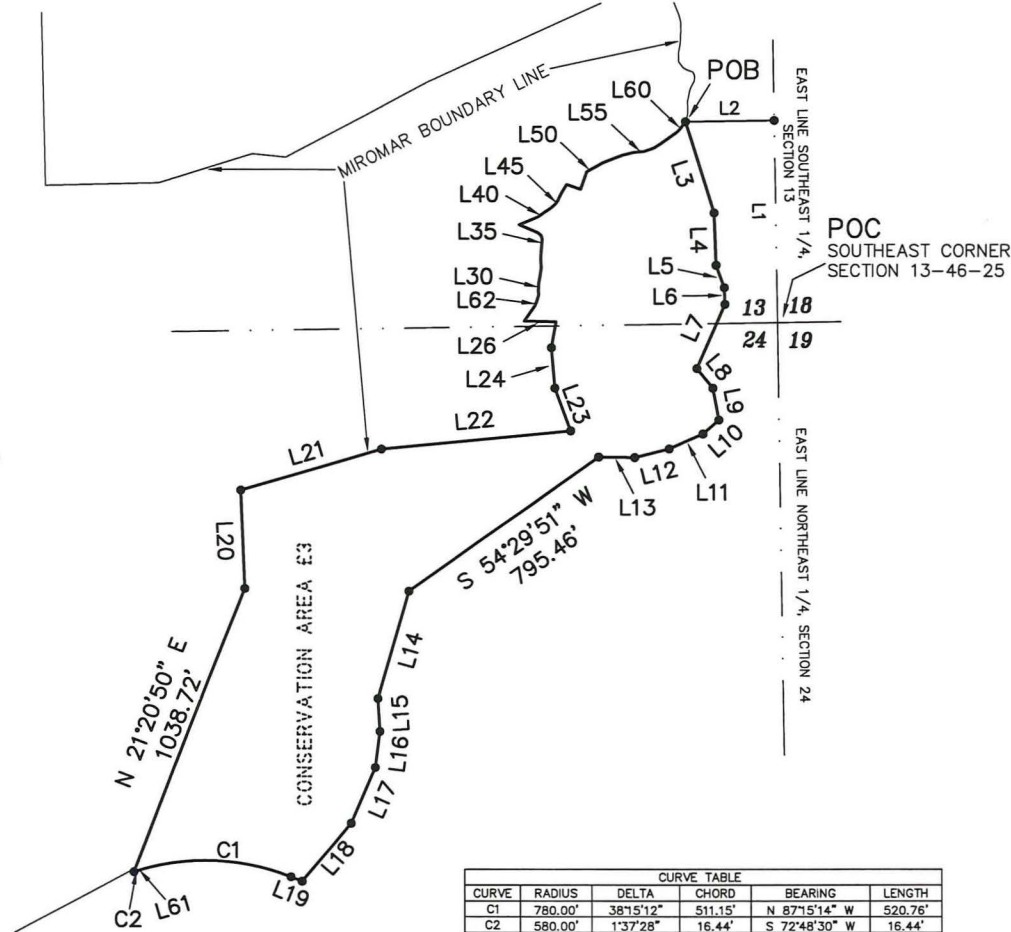 L60
POB
L2
L55
L50
L45
L40
L35
L30
L62
L26
L24
L23
L22
L21
L20
MIROMAR BOUNDARY LINE
L3
L4
L5
L6
L7
L8
L9
L10
L11
L12
L13
L1
EAST LINE SOUTHEAST 1/4,
SECTION 13
POC
SOUTHEAST CORNER
SECTION 13-46-25
13 18
24 19
EAST LINE NORTHEAST 1/4, SECTION 24
S 54°29'51" W
795.46'
CONSERVATION AREA E3
N 21°20'50" E
1038.72'
L14
L15
L16
L17
L18
L19
C1
C2
L61
CURVE TABLE
CURVE RADIUS DELTA CHORD BEARING LENGTH
C1 780.00' 38°15'12" 511.15' N 87°15'14" W 520.76'
C2 580.00' 1°37'28" 16.44' S 72°48'30" W 16.44'